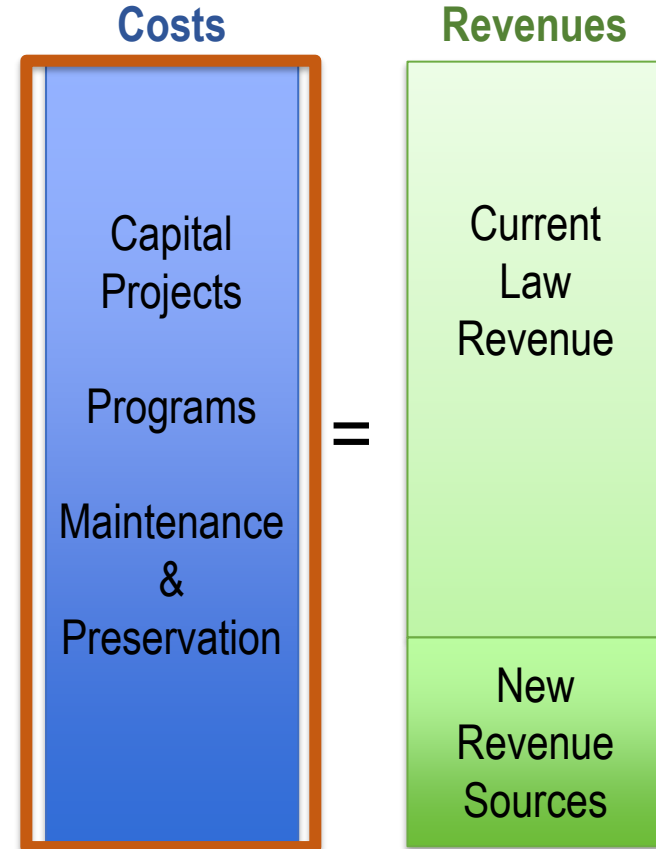 Costs
Capital
Projects
Programs
Maintenance
&
Preservation
=
Revenues
Current
Law
Revenue
New
Revenue
Sources